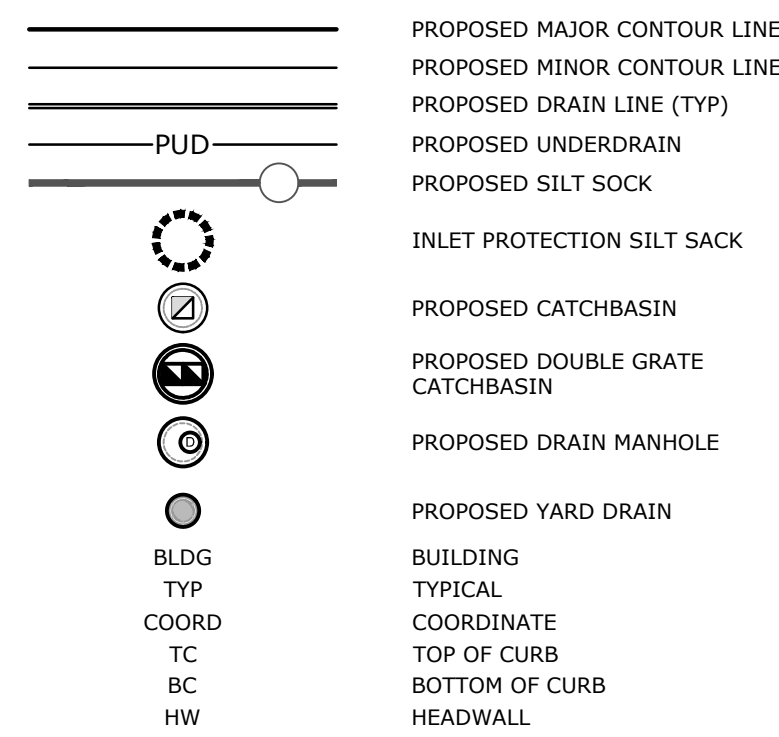 PROPOSED MAJOR CONTOUR LINE
PROPOSED MINOR CONTOUR LINE
PROPOSED DRAIN LINE (TYP)
PUD PROPOSED UNDERDRAIN
PROPOSED SILT SOCK
INLET PROTECTION SILT SACK
PROPOSED CATCHBASIN
PROPOSED DOUBLE GRATE
CATCHBASIN
D PROPOSED DRAIN MANHOLE
PROPOSED YARD DRAIN
BLDG BUILDING
TYP TYPICAL
COORD COORDINATE
TC TOP OF CURB
BC BOTTOM OF CURB
HW HEADWALL